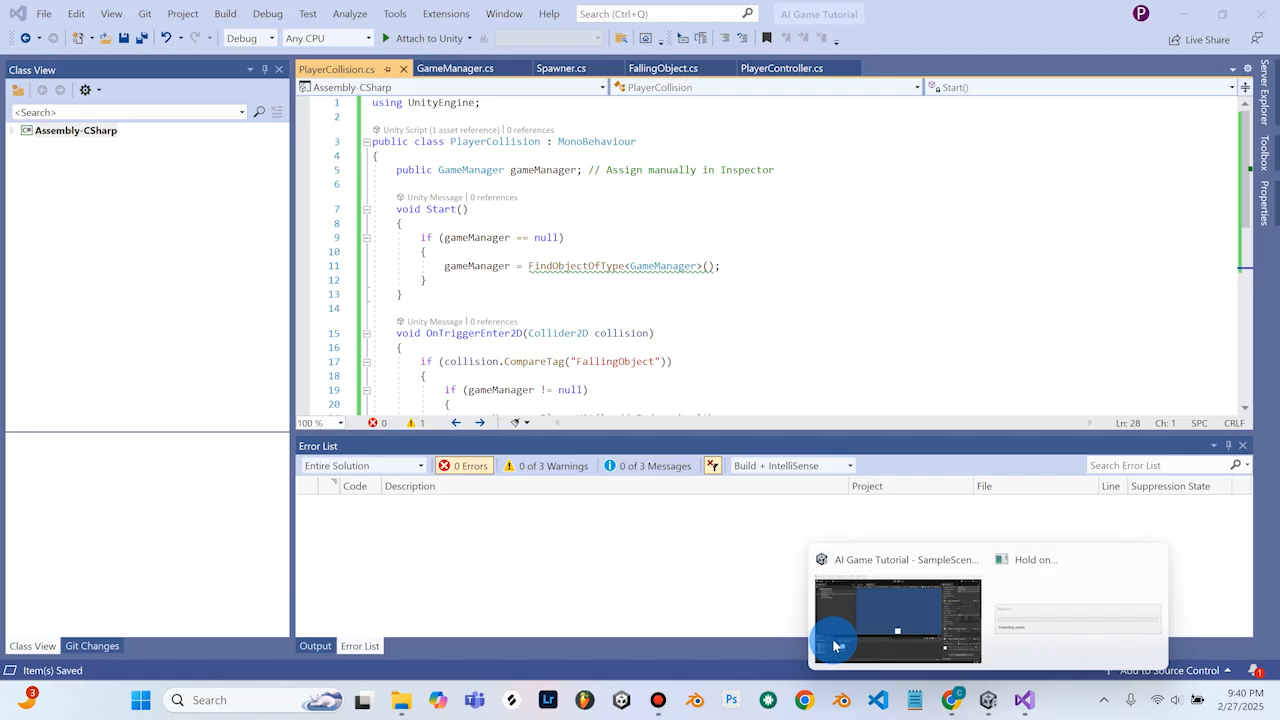 File
Edit
View
Git
Project
Build
Debug
Test
Analyze
Tools
Extensions
Window
Help
Search (Ctrl+Q)
AI Game Tutorial
P
Debug
Any CPU
Attach to Unity
Live Share
Class View
<Search>
Assembly-CSharp
PlayerCollision.cs
GameManager.cs
Spawner.cs
FallingObject.cs
PlayerController.cs
Assembly-CSharp
PlayerCollision
Start()
1 using UnityEngine;
2
Unity Script (1 asset reference) | 0 references
3 public class PlayerCollision : MonoBehaviour
4 {
5 public GameManager gameManager; // Assign manually in Inspector
6
Unity Message | 0 references
7 void Start()
8 {
9 if (gameManager == null)
10 {
11 gameManager = FindObjectOfType<GameManager>();
12 }
13 }
14
Unity Message | 0 references
15 void OnTriggerEnter2D(Collider2D collision)
16 {
17 if (collision.CompareTag("FallingObject"))
18 {
19 if (gameManager != null)
20 {
100 %
0
1
Ln: 28
Ch: 1
SPC
CRLF
Server Explorer
Toolbox
Properties
Error List
Entire Solution
0 Errors
0 of 3 Warnings
0 of 3 Messages
Build + IntelliSense
Search Error List
Code
Description
Project
File
Line
Suppression State
AI Game Tutorial - SampleScen...
Hold on...
Hold on...
Importing assets
Class View
Git Changes
Output
Error List
Item(s) Saved
Add to Source Control
1
3
Search
Lr
Ps
C
9:40 PM
2/27/2025